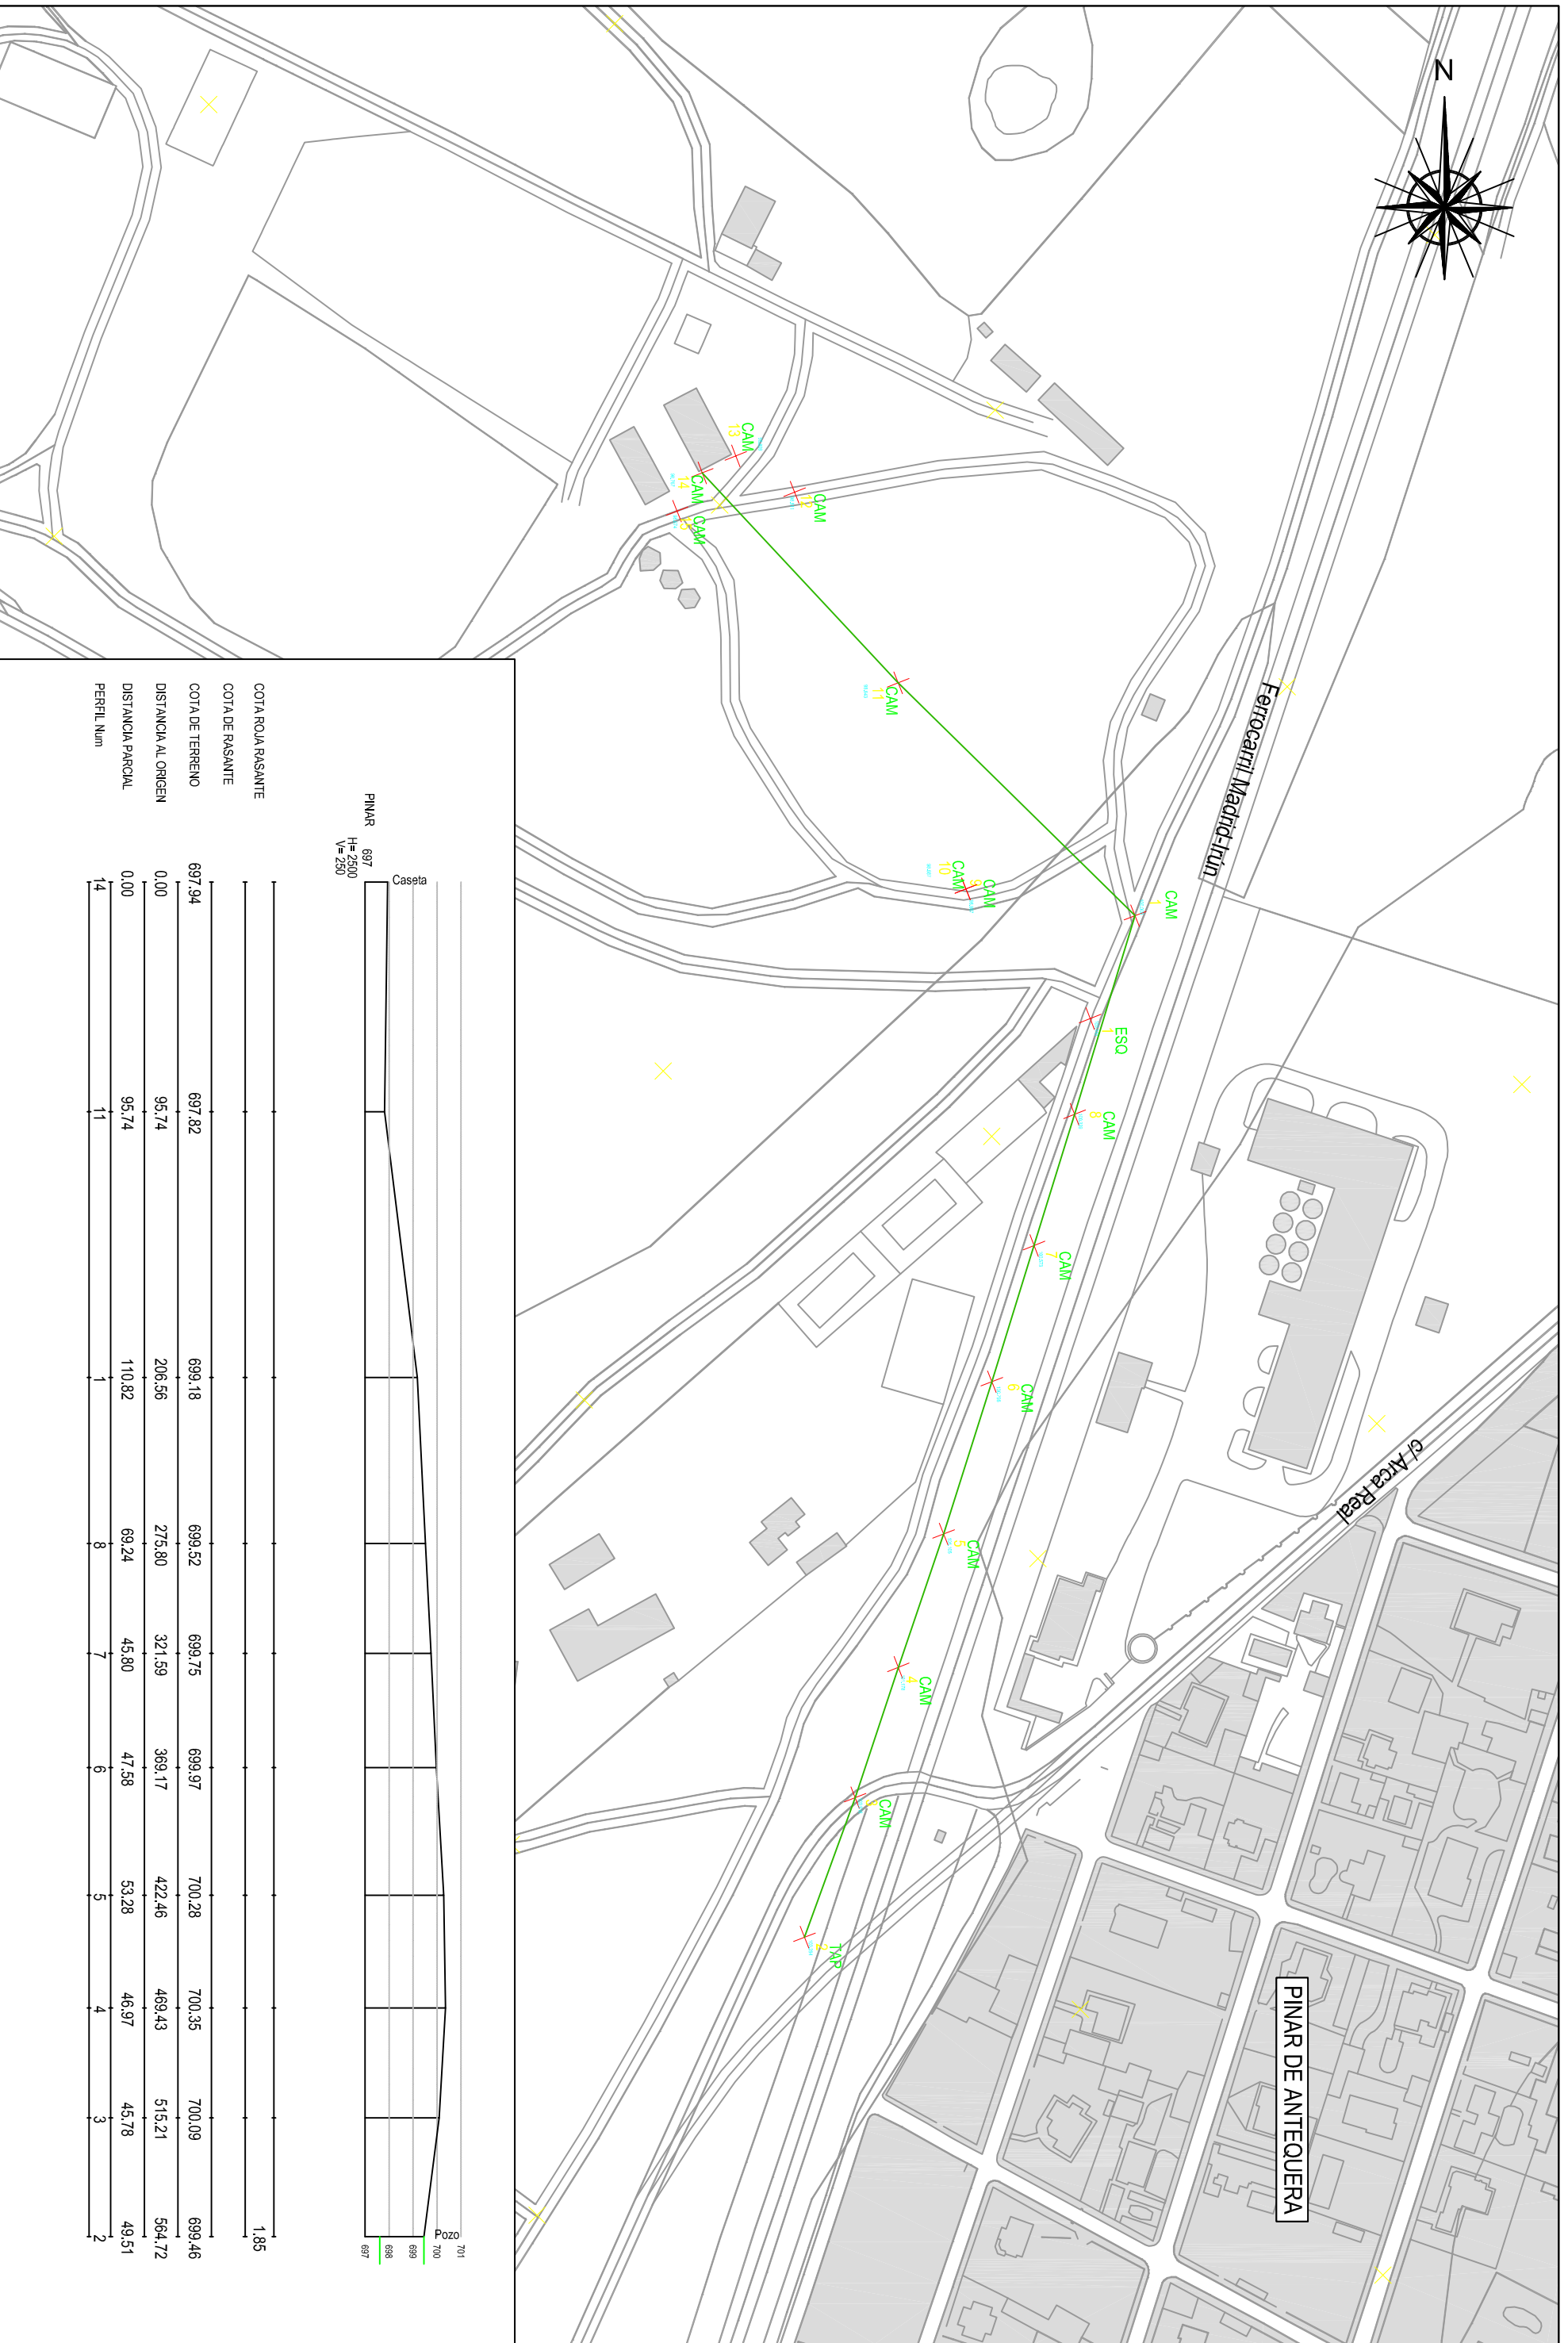 N
Ferrocarril Madrid-Irún
c/ Arca Real
PINAR DE ANTEQUERA
CAM
13
CAM
14
CAM
CAM
12
CAM
11
CAM
10
CAM
9
CAM
1
ESQ
1
CAM
8
CAM
7
CAM
6
CAM
5
CAM
4
CAM
3
TAP
2
PINAR
697
H= 2500
V= 250
Caseta
Pozo
701
700
699
698
697
COTA ROJA RASANTE 1.85
COTA DE RASANTE
COTA DE TERRENO 697.94 697.82 699.18 699.52 699.75 699.97 700.28 700.35 700.09 699.46
DISTANCIA AL ORIGEN 0.00 95.74 206.56 275.80 321.59 369.17 422.46 469.43 515.21 564.72
DISTANCIA PARCIAL 0.00 95.74 110.82 69.24 45.80 47.58 53.28 46.97 45.78 49.51
PERFIL Num 14 11 1 8 7 6 5 4 3 2